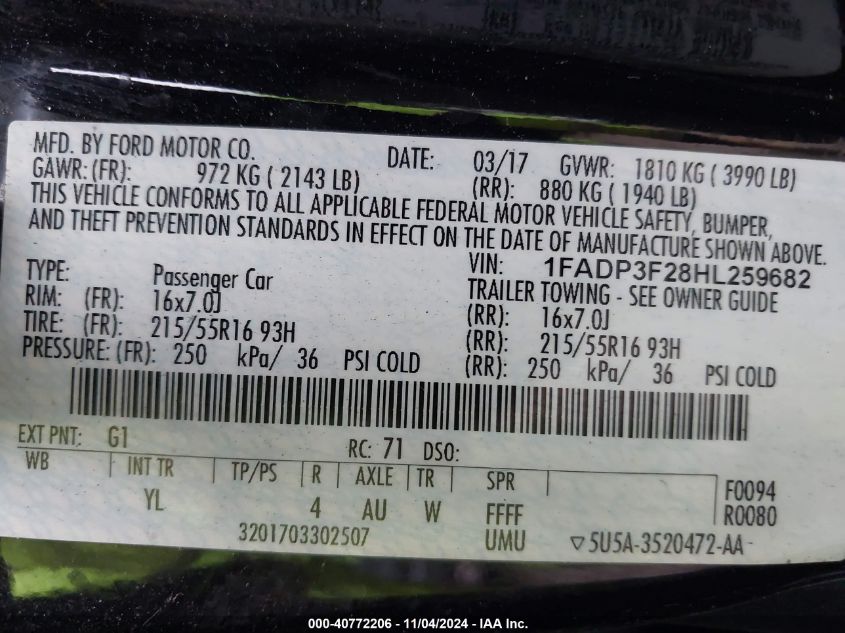 MFD. BY FORD MOTOR CO. DATE: 03/17 GVWR: 1810 KG ( 3990 LB)
GAWR: (FR): 972 KG ( 2143 LB) (RR): 880 KG ( 1940 LB)
THIS VEHICLE CONFORMS TO ALL APPLICABLE FEDERAL MOTOR VEHICLE SAFETY, BUMPER,
AND THEFT PREVENTION STANDARDS IN EFFECT ON THE DATE OF MANUFACTURE SHOWN ABOVE.
VIN: 1FADP3F28HL259682
TYPE: Passenger Car TRAILER TOWING - SEE OWNER GUIDE
RIM: (FR): 16x7.0J (RR): 16x7.0J
TIRE: (FR): 215/55R16 93H (RR): 215/55R16 93H
PRESSURE: (FR): 250 kPa/ 36 PSI COLD (RR): 250 kPa/ 36 PSI COLD
EXT PNT: G1 RC: 71 DSO:
WB INT TR TP/PS R AXLE TR SPR F0094
YL 4 AU W FFFF R0080
3201703302507 UMU ▽5U5A-3520472-AA
000-40772206 - 11/04/2024 - IAA Inc.